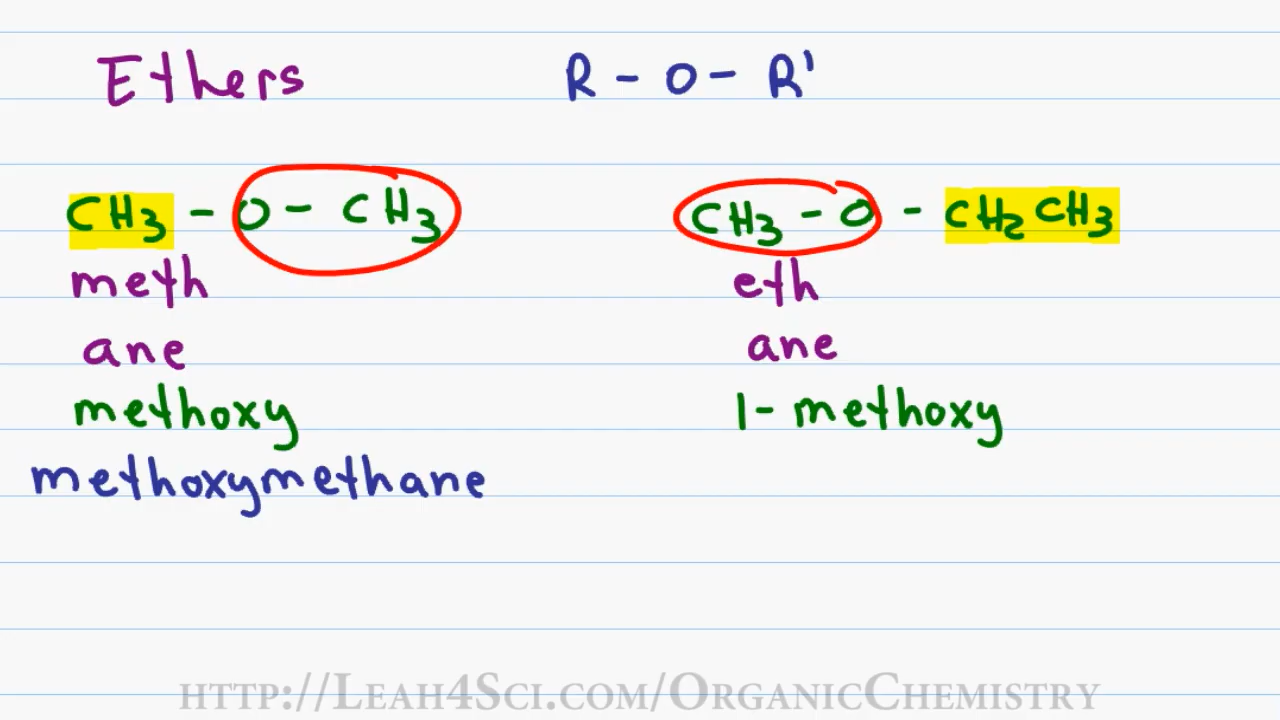 Ethers R - O - R'
CH3 - O - CH3 CH3 - O - CH2CH3
meth eth
ane ane
methoxy 1- methoxy
methoxymethane
HTTP://LEAH4SCI.COM/ORGANICCHEMISTRY